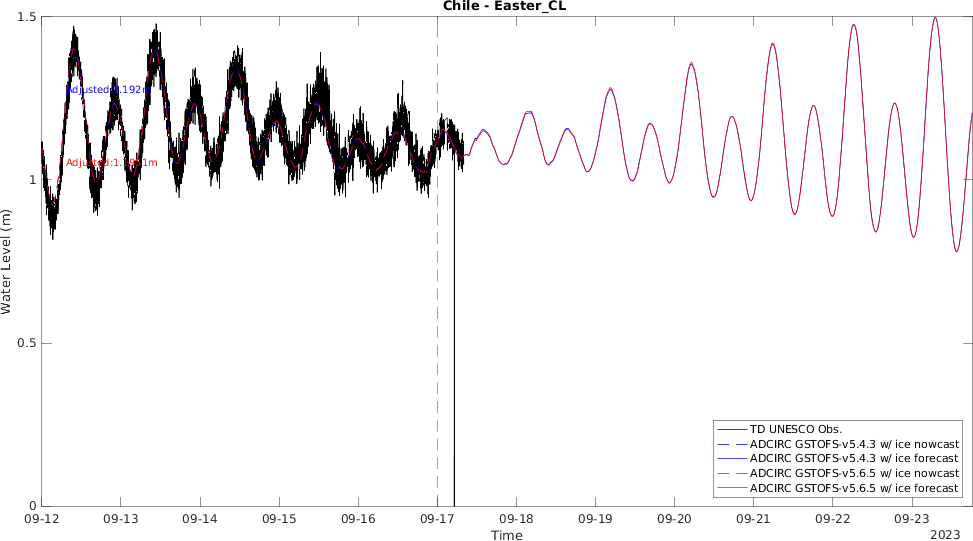 Chile - Easter_CL
1.5
1
0.5
0
Water Level (m)
Adjusted:
Adjusted:1.
09-12 09-13 09-14 09-15 09-16 09-17 09-18 09-19 09-20 09-21 09-22 09-23
Time
2023
TD UNESCO Obs.
ADCIRC GSTOFS-v5.4.3 w/ ice nowcast
ADCIRC GSTOFS-v5.4.3 w/ ice forecast
ADCIRC GSTOFS-v5.6.5 w/ ice nowcast
ADCIRC GSTOFS-v5.6.5 w/ ice forecast